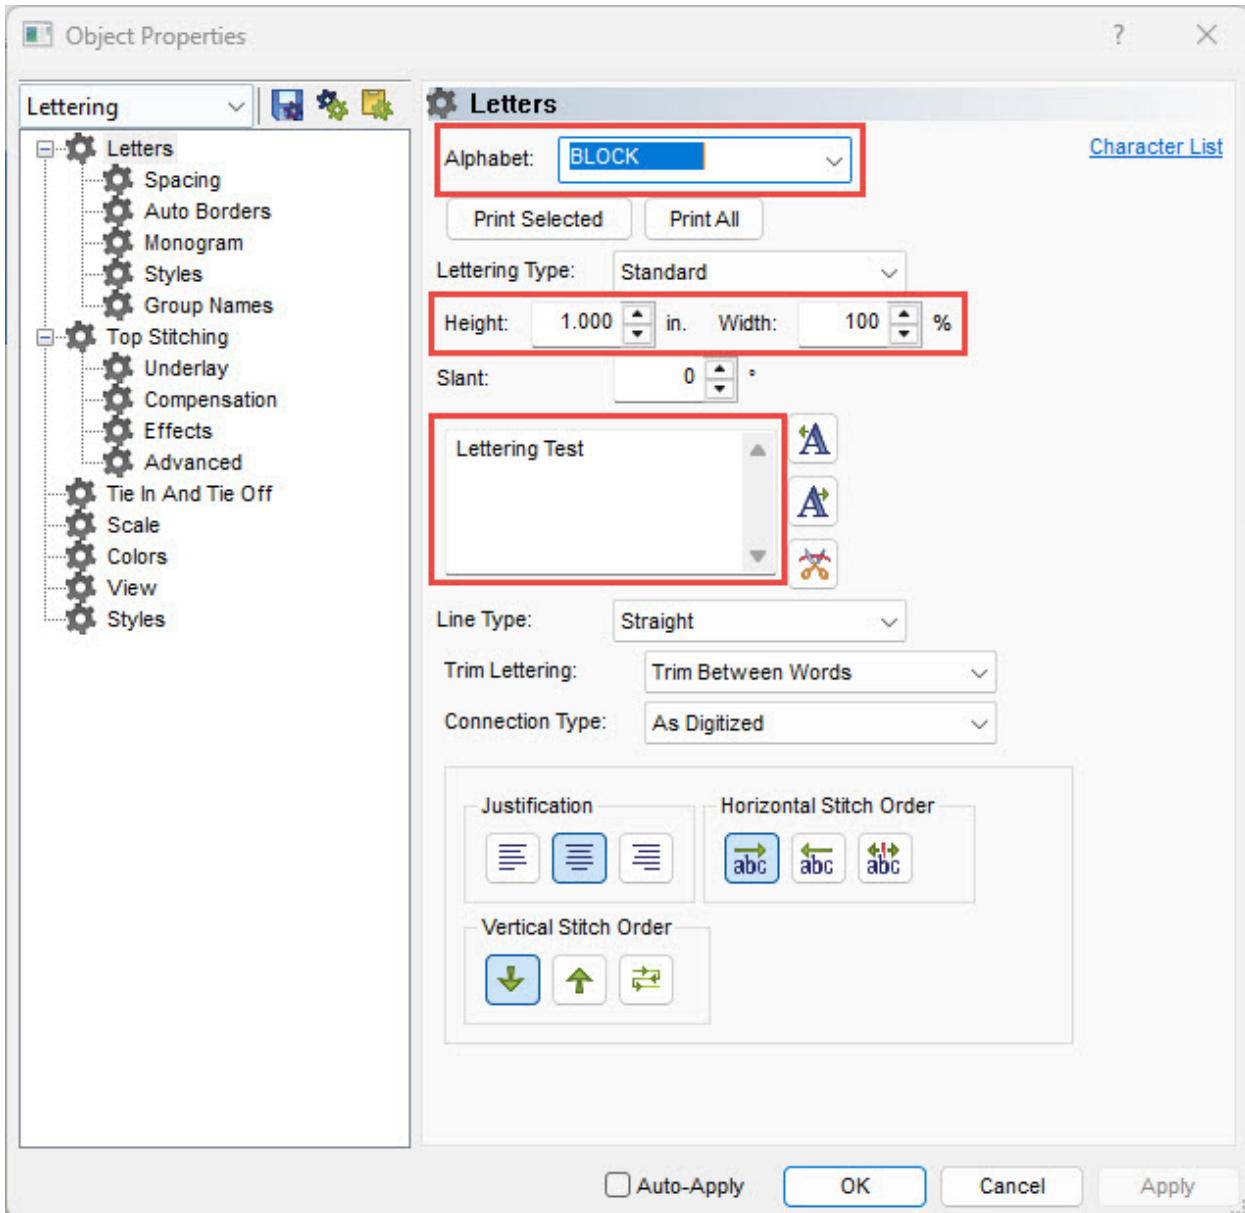 Object Properties
?
Lettering
Letters
Spacing
Auto Borders
Monogram
Styles
Group Names
Top Stitching
Underlay
Compensation
Effects
Advanced
Tie In And Tie Off
Scale
Colors
View
Styles
Letters
Alphabet: BLOCK
Character List
Print Selected Print All
Lettering Type: Standard
Height: 1.000 in. Width: 100 %
Slant: 0 °
Lettering Test
A
A
Line Type: Straight
Trim Lettering: Trim Between Words
Connection Type: As Digitized
Justification Horizontal Stitch Order
abc abc abc
Vertical Stitch Order
Auto-Apply OK Cancel Apply